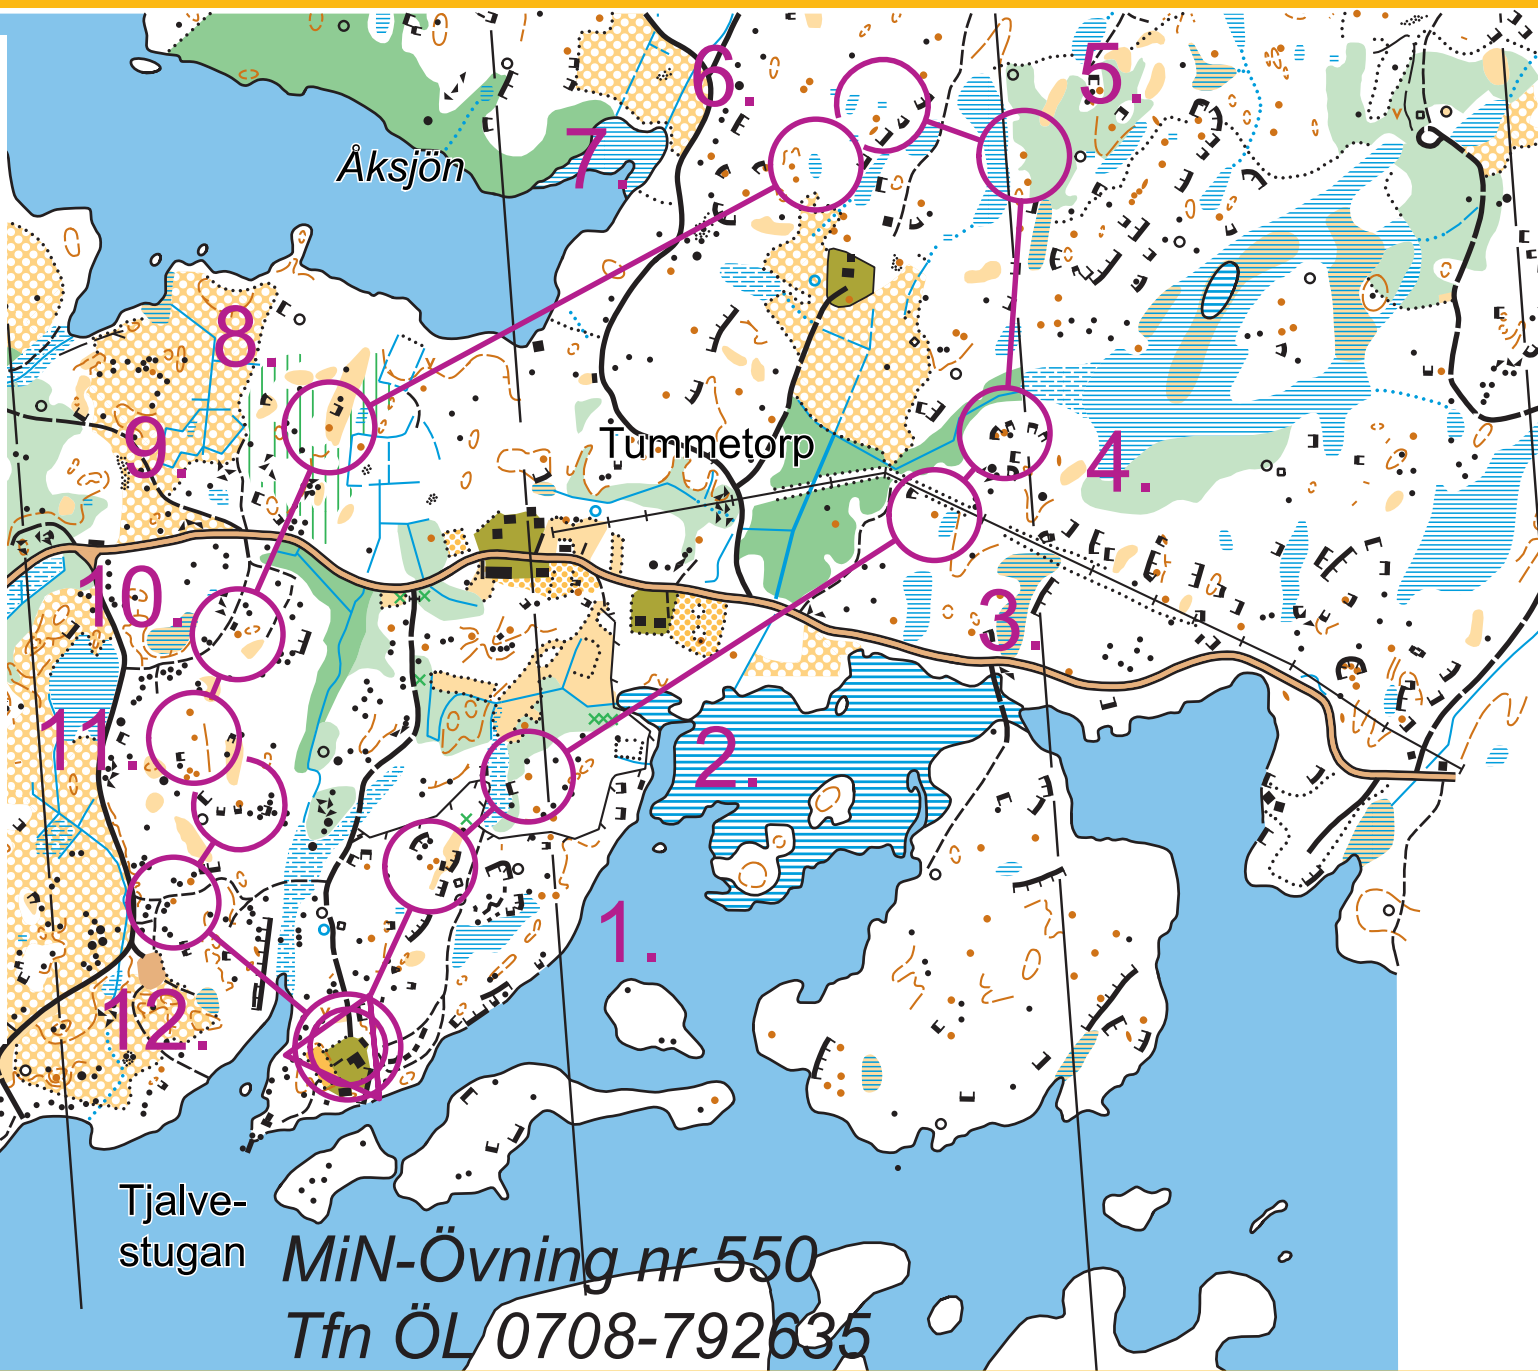 6.
5.
7.
Åksjön
8.
9.
Tummetorp
4.
10.
3.
11.
2.
1.
12.
Tjalve-
stugan
MiN-Övning nr 550
Tfn ÖL 0708-792635